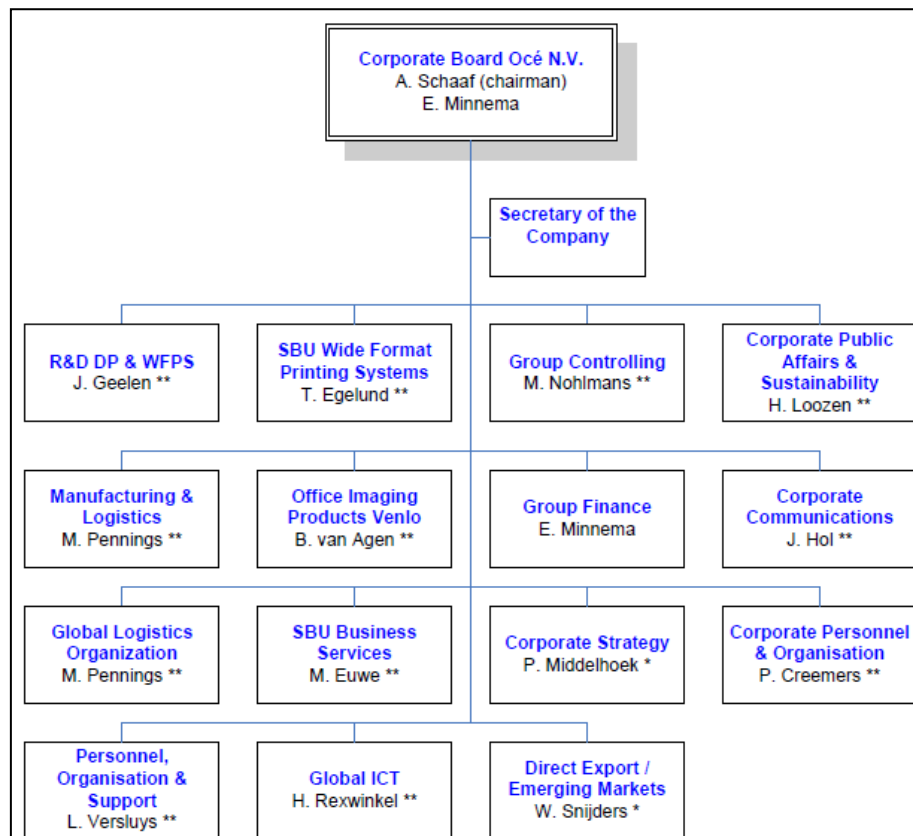 Corporate Board Océ N.V.
A. Schaaf (chairman)
E. Minnema
Secretary of the
Company
R&D DP & WFPS
J. Geelen **
SBU Wide Format
Printing Systems
T. Egelund **
Group Controlling
M. Nohlmans **
Corporate Public
Affairs &
Sustainability
H. Loozen **
Manufacturing &
Logistics
M. Pennings **
Office Imaging
Products Venlo
B. van Agen **
Group Finance
E. Minnema
Corporate
Communications
J. Hol **
Global Logistics
Organization
M. Pennings **
SBU Business
Services
M. Euwe **
Corporate Strategy
P. Middelhoek *
Corporate Personnel
& Organisation
P. Creemers **
Personnel,
Organisation &
Support
L. Versluys **
Global ICT
H. Rexwinkel **
Direct Export /
Emerging Markets
W. Snijders *